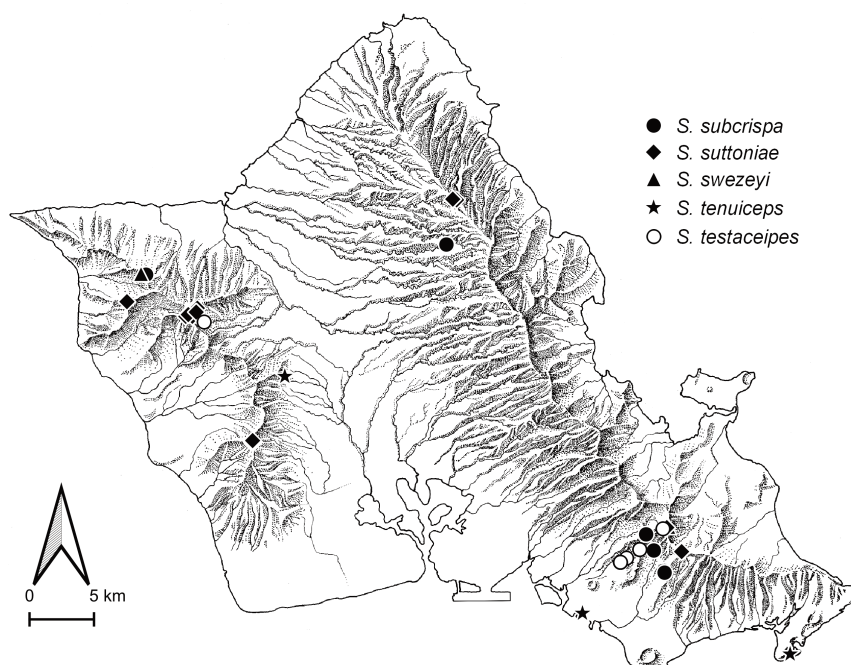 S. subcrispa
S. suttoniae
S. swezeyi
S. tenuiceps
S. testaceipes
0 5 km